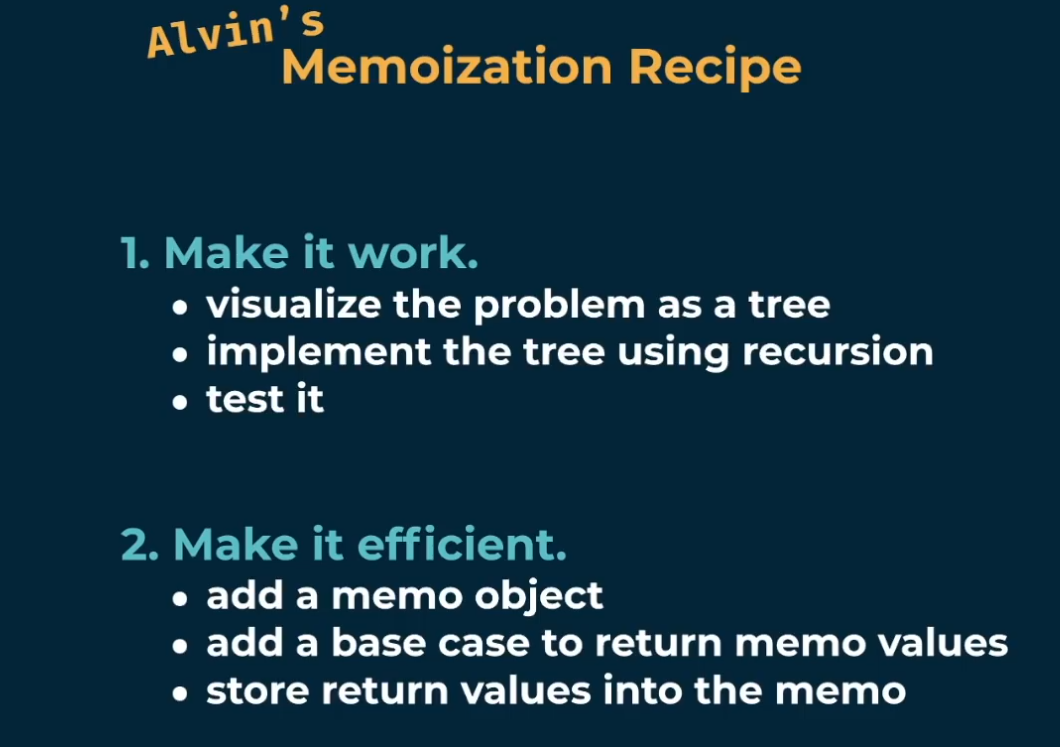 Alvin's
Memoization Recipe
1. Make it work.
• visualize the problem as a tree
• implement the tree using recursion
• test it
2. Make it efficient.
• add a memo object
• add a base case to return memo values
• store return values into the memo